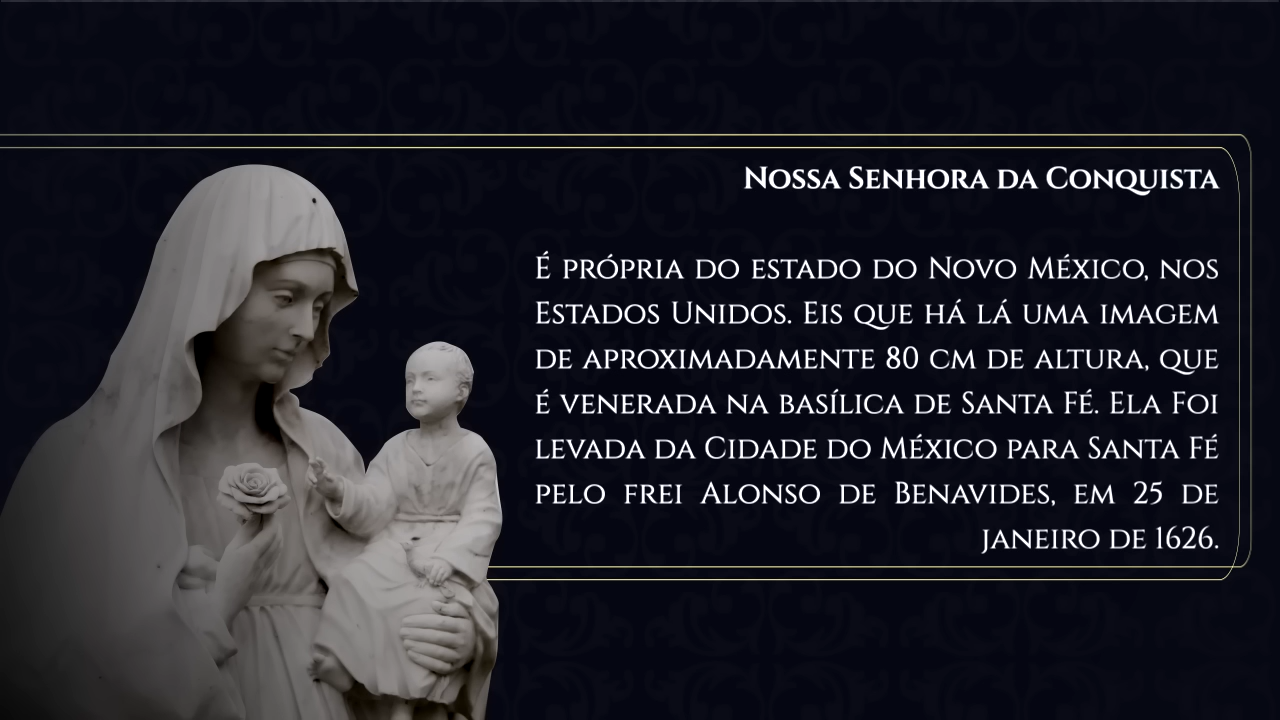 Nossa Senhora da Conquista
É própria do estado do Novo México, nos
Estados Unidos. Eis que há lá uma imagem
de aproximadamente 80 cm de altura, que
é venerada na basílica de Santa Fé. Ela Foi
levada da Cidade do México para Santa Fé
pelo frei Alonso de Benavides, em 25 de
janeiro de 1626.